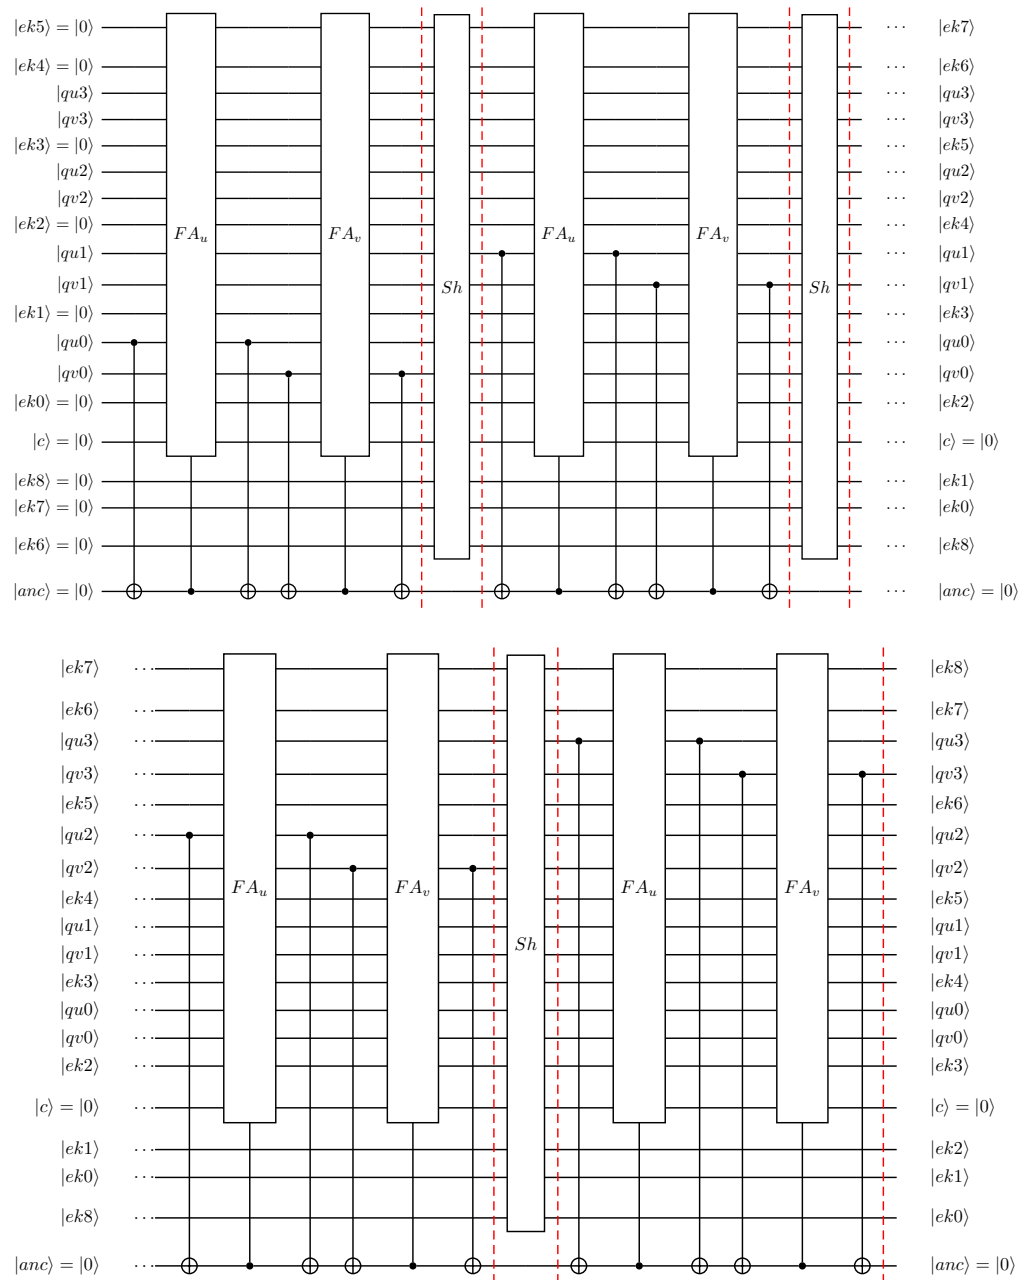 |ek5⟩ = |0⟩ ··· |ek7⟩
|ek4⟩ = |0⟩ ··· |ek6⟩
|qu3⟩ ··· |qu3⟩
|qv3⟩ ··· |qv3⟩
|ek3⟩ = |0⟩ ··· |ek5⟩
|qu2⟩ ··· |qu2⟩
|qv2⟩ ··· |qv2⟩
|ek2⟩ = |0⟩ ··· |ek4⟩
FA_u FA_v FA_u FA_v
|qu1⟩ ··· |qu1⟩
|qv1⟩ Sh Sh ··· |qv1⟩
|ek1⟩ = |0⟩ ··· |ek3⟩
|qu0⟩ ··· |qu0⟩
|qv0⟩ ··· |qv0⟩
|ek0⟩ = |0⟩ ··· |ek2⟩
|c⟩ = |0⟩ ··· |c⟩ = |0⟩
|ek8⟩ = |0⟩ ··· |ek1⟩
|ek7⟩ = |0⟩ ··· |ek0⟩
|ek6⟩ = |0⟩ ··· |ek8⟩
|anc⟩ = |0⟩ ··· |anc⟩ = |0⟩
|ek7⟩ ··· |ek8⟩
|ek6⟩ ··· |ek7⟩
|qu3⟩ ··· |qu3⟩
|qv3⟩ ··· |qv3⟩
|ek5⟩ ··· |ek6⟩
|qu2⟩ ··· |qu2⟩
|qv2⟩ ··· |qv2⟩
FA_u FA_v FA_u FA_v
|ek4⟩ ··· |ek5⟩
|qu1⟩ ··· |qu1⟩
Sh
|qv1⟩ ··· |qv1⟩
|ek3⟩ ··· |ek4⟩
|qu0⟩ ··· |qu0⟩
|qv0⟩ ··· |qv0⟩
|ek2⟩ ··· |ek3⟩
|c⟩ = |0⟩ ··· |c⟩ = |0⟩
|ek1⟩ ··· |ek2⟩
|ek0⟩ ··· |ek1⟩
|ek8⟩ ··· |ek0⟩
|anc⟩ = |0⟩ ··· |anc⟩ = |0⟩